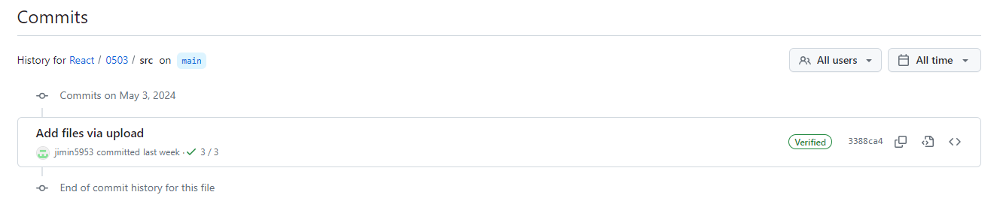 Commits
History for React / 0503 / src on main
All users
All time
Commits on May 3, 2024
Add files via upload
Verified
3388ca4
jimin5953 committed last week · 3 / 3
End of commit history for this file